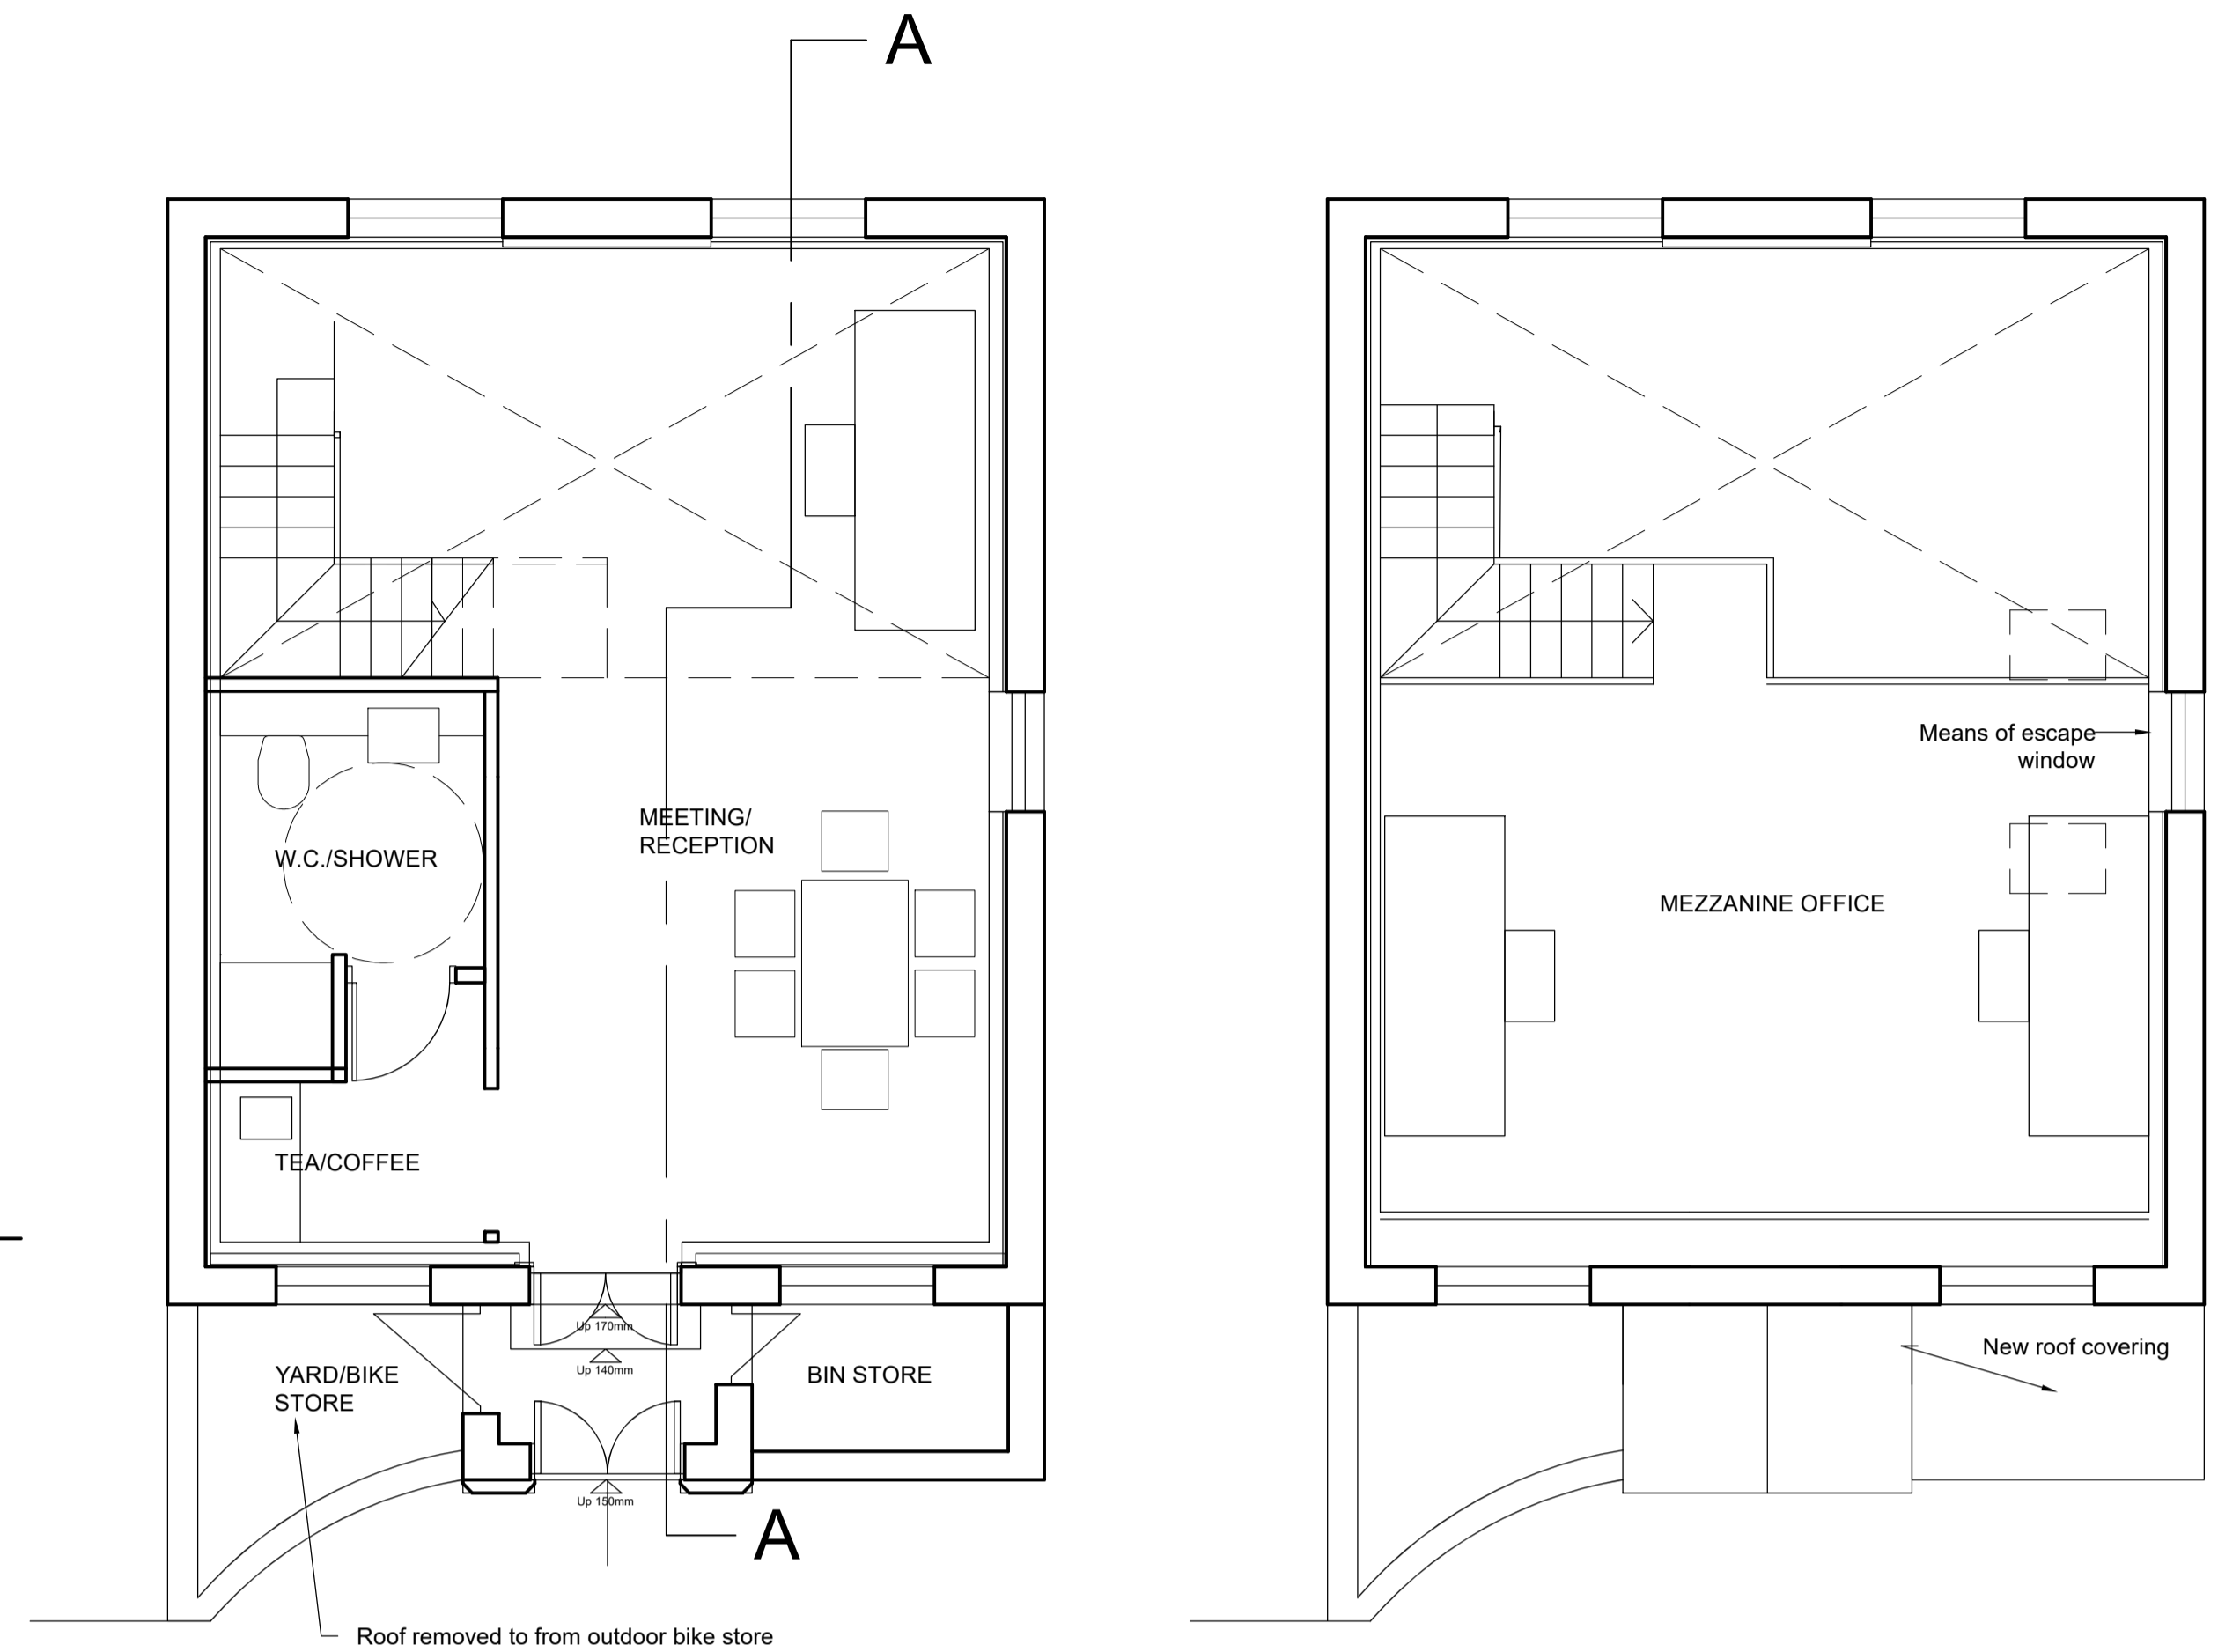 A
MEETING/
RECEPTION
W.C./SHOWER
TEA/COFFEE
Up 170mm
Up 140mm
YARD/BIKE
STORE
BIN STORE
Up 150mm
A
Roof removed to from outdoor bike store
Means of escape
window
MEZZANINE OFFICE
New roof covering